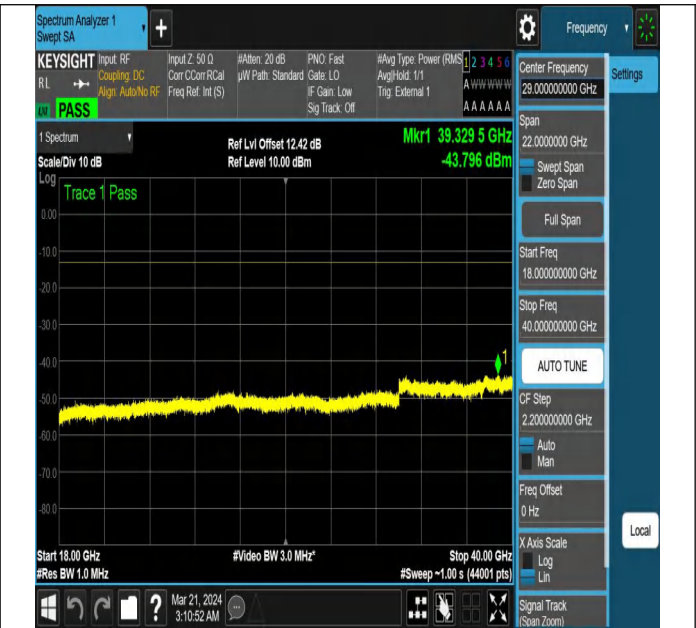 Spectrum Analyzer 1
Swept SA
+
Frequency
KEYSIGHT
RL
PASS
Input: RF
Coupling: DC
Align: Auto/No RF
Input Z: 50 Ω
Corr CCorr RCal
Freq Ref: Int (S)
#Atten: 20 dB
µW Path: Standard
PNO: Fast
Gate: LO
IF Gain: Low
Sig Track: Off
#Avg Type: Power (RMS
Avg|Hold: 1/1
Trig: External 1
1 2 3 4 5 6
A W W W W W
A A A A A A
1 Spectrum
Scale/Div 10 dB
Ref Lvl Offset 12.42 dB
Ref Level 10.00 dBm
Mkr1 39.329 5 GHz
-43.796 dBm
Log
Trace 1 Pass
0.00
-10.0
-20.0
-30.0
-40.0
-50.0
-60.0
-70.0
-80.0
1
Start 18.00 GHz
#Res BW 1.0 MHz
#Video BW 3.0 MHz*
Stop 40.00 GHz
#Sweep ~1.00 s (44001 pts)
?
Mar 21, 2024
3:10:52 AM
Center Frequency
29.000000000 GHz
Settings
Span
22.0000000 GHz
Swept Span
Zero Span
Full Span
Start Freq
18.000000000 GHz
Stop Freq
40.000000000 GHz
AUTO TUNE
CF Step
2.200000000 GHz
Auto
Man
Freq Offset
0 Hz
X Axis Scale
Log
Lin
Signal Track
(Span Zoom)
Local